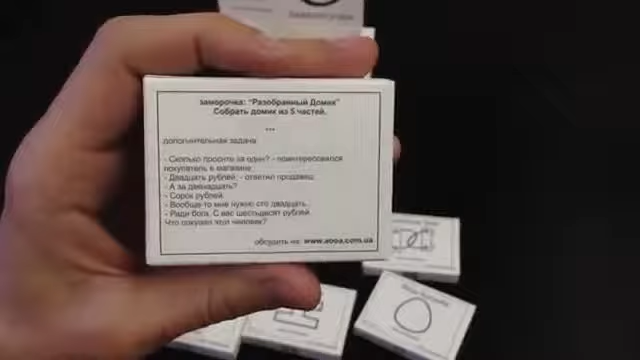 заморочка: "Разобранный Домик"
Собрать домик из 5 частей.
***
дополнительная задача
- Сколько просите за один? - поинтересовался
покупатель в магазине.
- Двадцать рублей, - ответил продавец.
- А за двенадцать?
- Сорок рублей.
- Вообще-то мне нужно сто двадцать.
- Ради бога. С вас шестьдесят рублей.
Что покупал этот человек?
обсудить на: www.aooa.com.ua